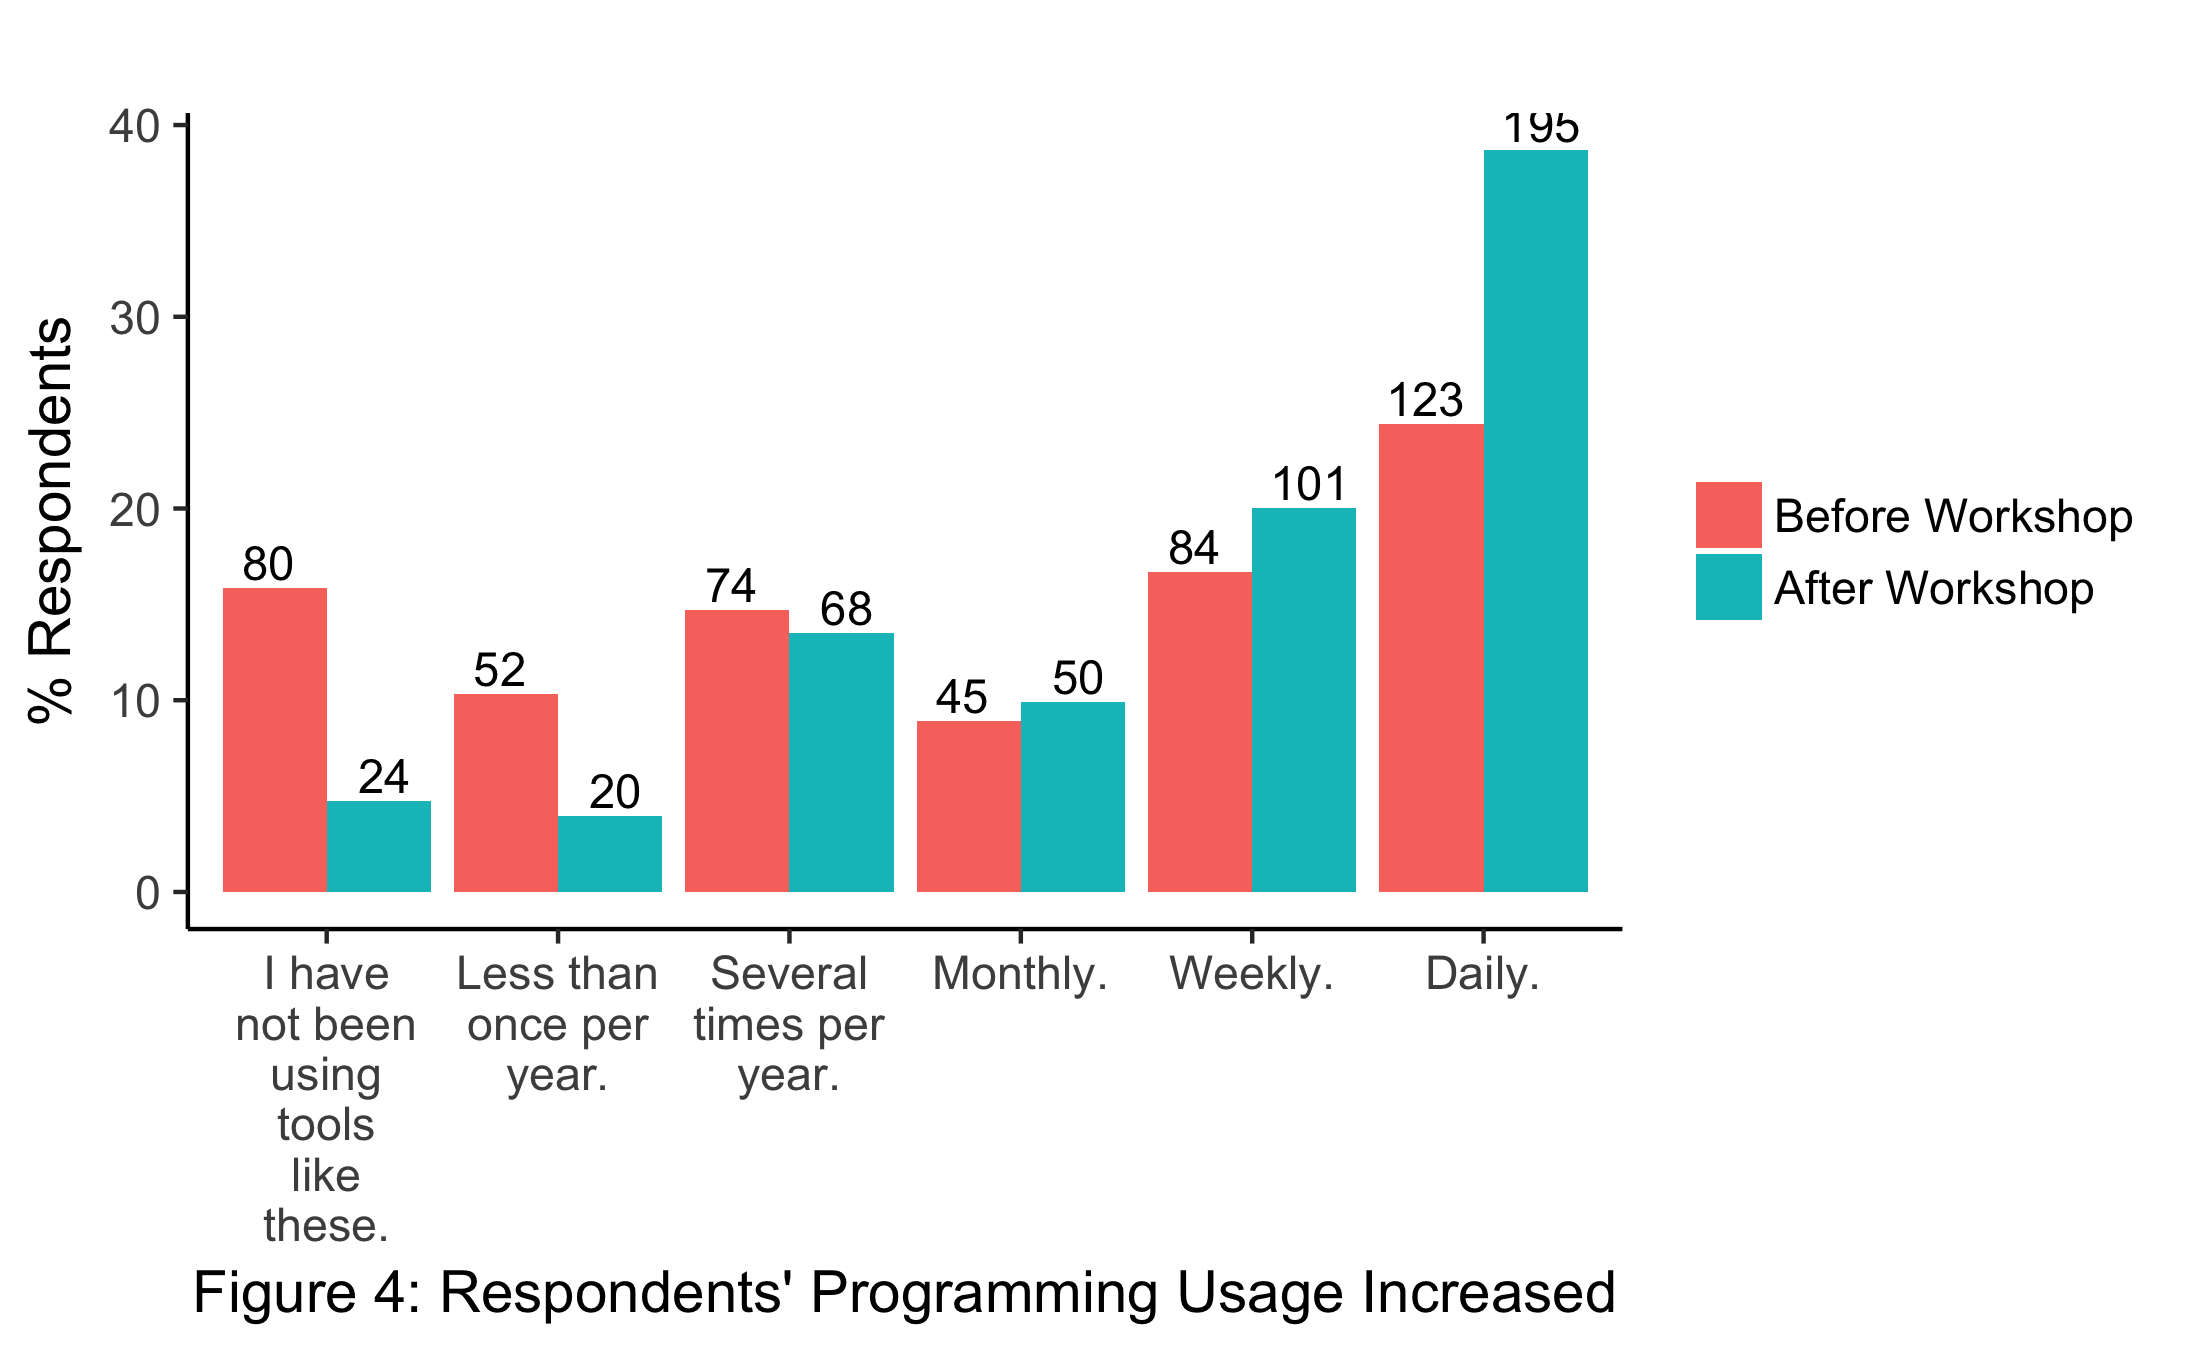 % Respondents
40
30
20
10
0
80
24
52
20
74
68
45
50
84
101
123
195
I have
not been
using
tools
like
these.
Less than
once per
year.
Several
times per
year.
Monthly.
Weekly.
Daily.
Before Workshop
After Workshop
Figure 4: Respondents' Programming Usage Increased